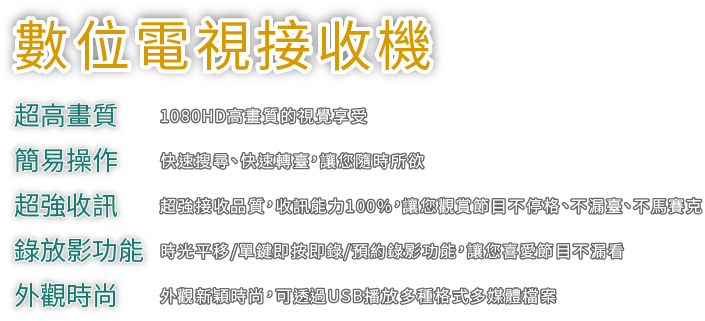 數位電視接收機
超高畫質 1080HD高畫質的視覺享受
簡易操作 快速搜尋、快速轉臺,讓您隨時所欲
超強收訊 超強接收品質,收訊能力100%,讓您觀賞節目不停格、不漏臺、不馬賽克
錄放影功能 時光平移/單鍵即按即錄/預約錄影功能,讓您喜愛節目不漏看
外觀時尚 外觀新穎時尚,可透過USB播放多種格式多媒體檔案